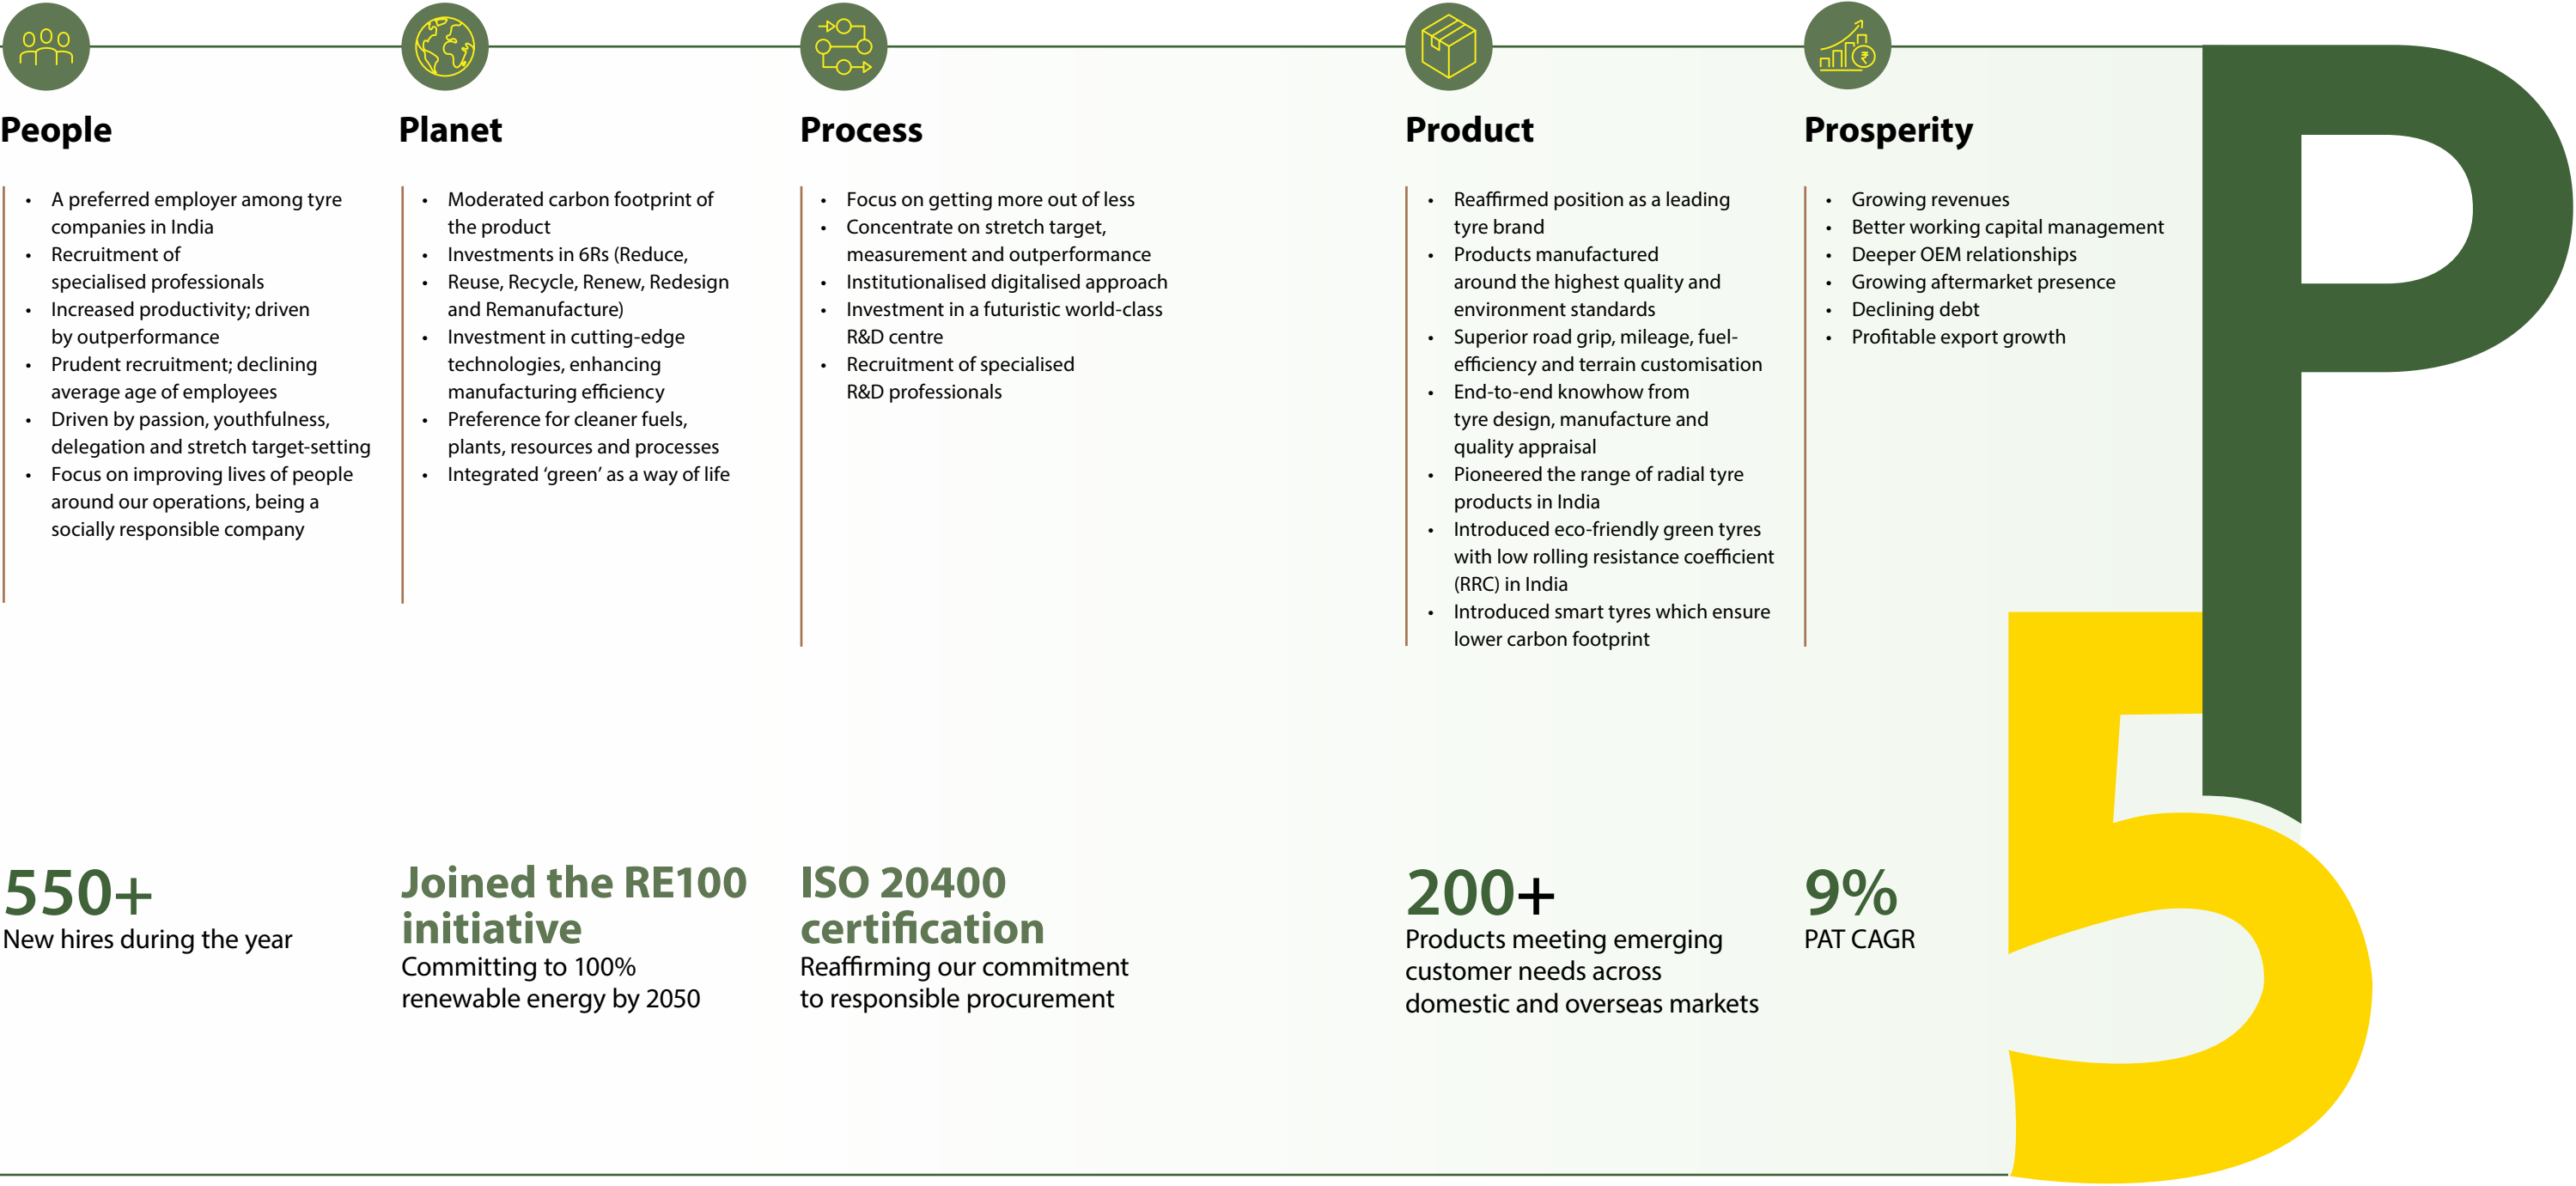 People
• A preferred employer among tyre
companies in India
• Recruitment of
specialised professionals
• Increased productivity; driven
by outperformance
• Prudent recruitment; declining
average age of employees
• Driven by passion, youthfulness,
delegation and stretch target-setting
• Focus on improving lives of people
around our operations, being a
socially responsible company
550+
New hires during the year
Planet
• Moderated carbon footprint of
the product
• Investments in 6Rs (Reduce,
• Reuse, Recycle, Renew, Redesign
and Remanufacture)
• Investment in cutting-edge
technologies, enhancing
manufacturing efficiency
• Preference for cleaner fuels,
plants, resources and processes
• Integrated ‘green’ as a way of life
Joined the RE100
initiative
Committing to 100%
renewable energy by 2050
Process
• Focus on getting more out of less
• Concentrate on stretch target,
measurement and outperformance
• Institutionalised digitalised approach
• Investment in a futuristic world-class
R&D centre
• Recruitment of specialised
R&D professionals
ISO 20400
certification
Reaffirming our commitment
to responsible procurement
Product
• Reaffirmed position as a leading
tyre brand
• Products manufactured
around the highest quality and
environment standards
• Superior road grip, mileage, fuel-
efficiency and terrain customisation
• End-to-end knowhow from
tyre design, manufacture and
quality appraisal
• Pioneered the range of radial tyre
products in India
• Introduced eco-friendly green tyres
with low rolling resistance coefficient
(RRC) in India
• Introduced smart tyres which ensure
lower carbon footprint
200+
Products meeting emerging
customer needs across
domestic and overseas markets
₹
Prosperity
• Growing revenues
• Better working capital management
• Deeper OEM relationships
• Growing aftermarket presence
• Declining debt
• Profitable export growth
9%
PAT CAGR
5P